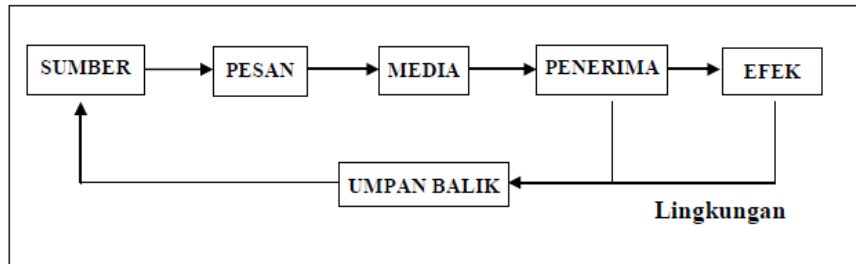 SUMBER
PESAN
MEDIA
PENERIMA
EFEK
UMPAN BALIK
Lingkungan